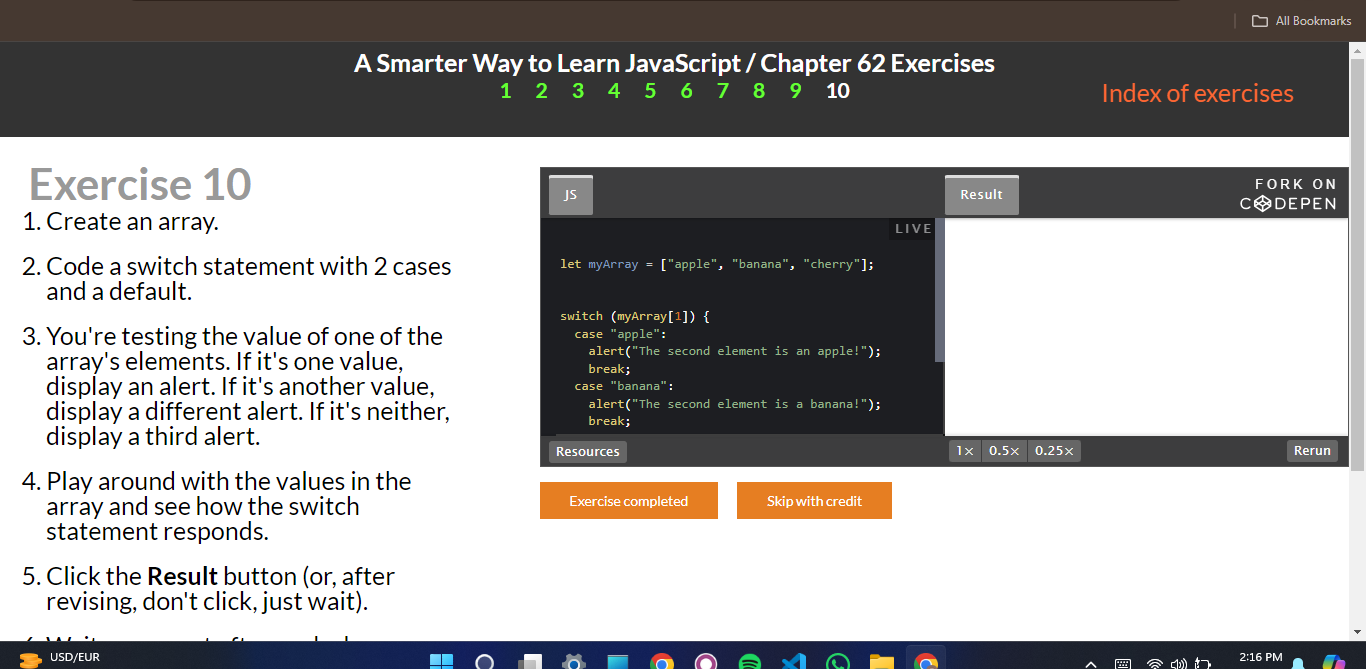 All Bookmarks
A Smarter Way to Learn JavaScript / Chapter 62 Exercises
1 2 3 4 5 6 7 8 9 10
Index of exercises
Exercise 10
1. Create an array.
2. Code a switch statement with 2 cases
and a default.
3. You're testing the value of one of the
array's elements. If it's one value,
display an alert. If it's another value,
display a different alert. If it's neither,
display a third alert.
4. Play around with the values in the
array and see how the switch
statement responds.
5. Click the Result button (or, after
revising, don't click, just wait).
JS
Result
FORK ON
CODEPEN
LIVE
let myArray = ["apple", "banana", "cherry"];
switch (myArray[1]) {
case "apple":
alert("The second element is an apple!");
break;
case "banana":
alert("The second element is a banana!");
break;
Resources
1× 0.5× 0.25×
Rerun
Exercise completed
Skip with credit
USD/EUR
2:16 PM